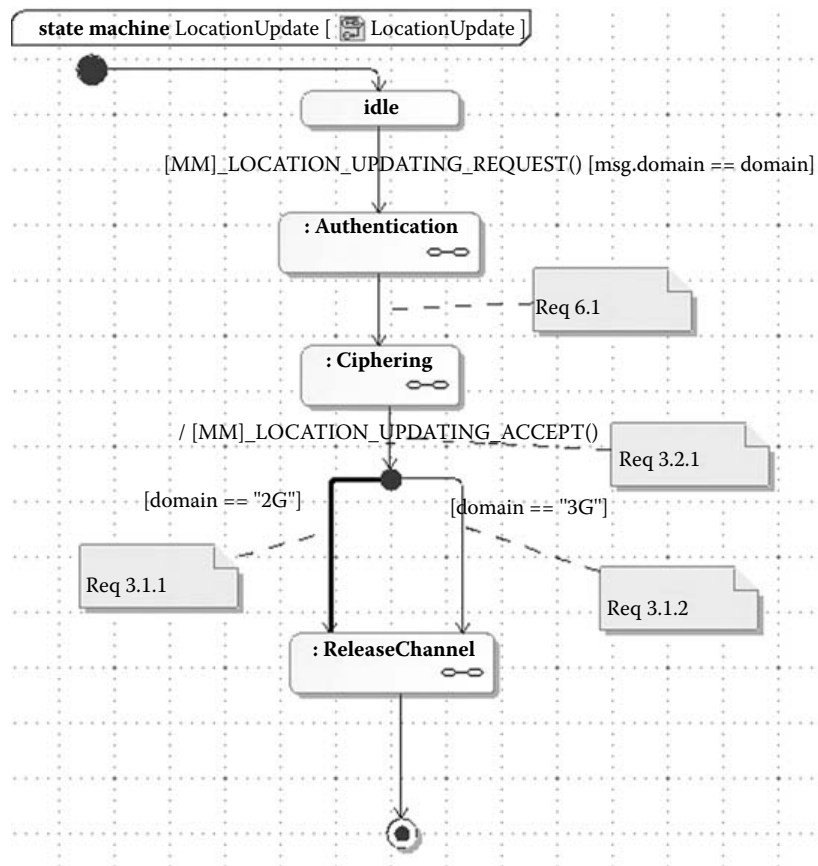 state machine LocationUpdate [ LocationUpdate ]
idle
[MM]_LOCATION_UPDATING_REQUEST() [msg.domain == domain]
: Authentication
Req 6.1
: Ciphering
/ [MM]_LOCATION_UPDATING_ACCEPT()
Req 3.2.1
[domain == "2G"]
[domain == "3G"]
Req 3.1.1
Req 3.1.2
: ReleaseChannel